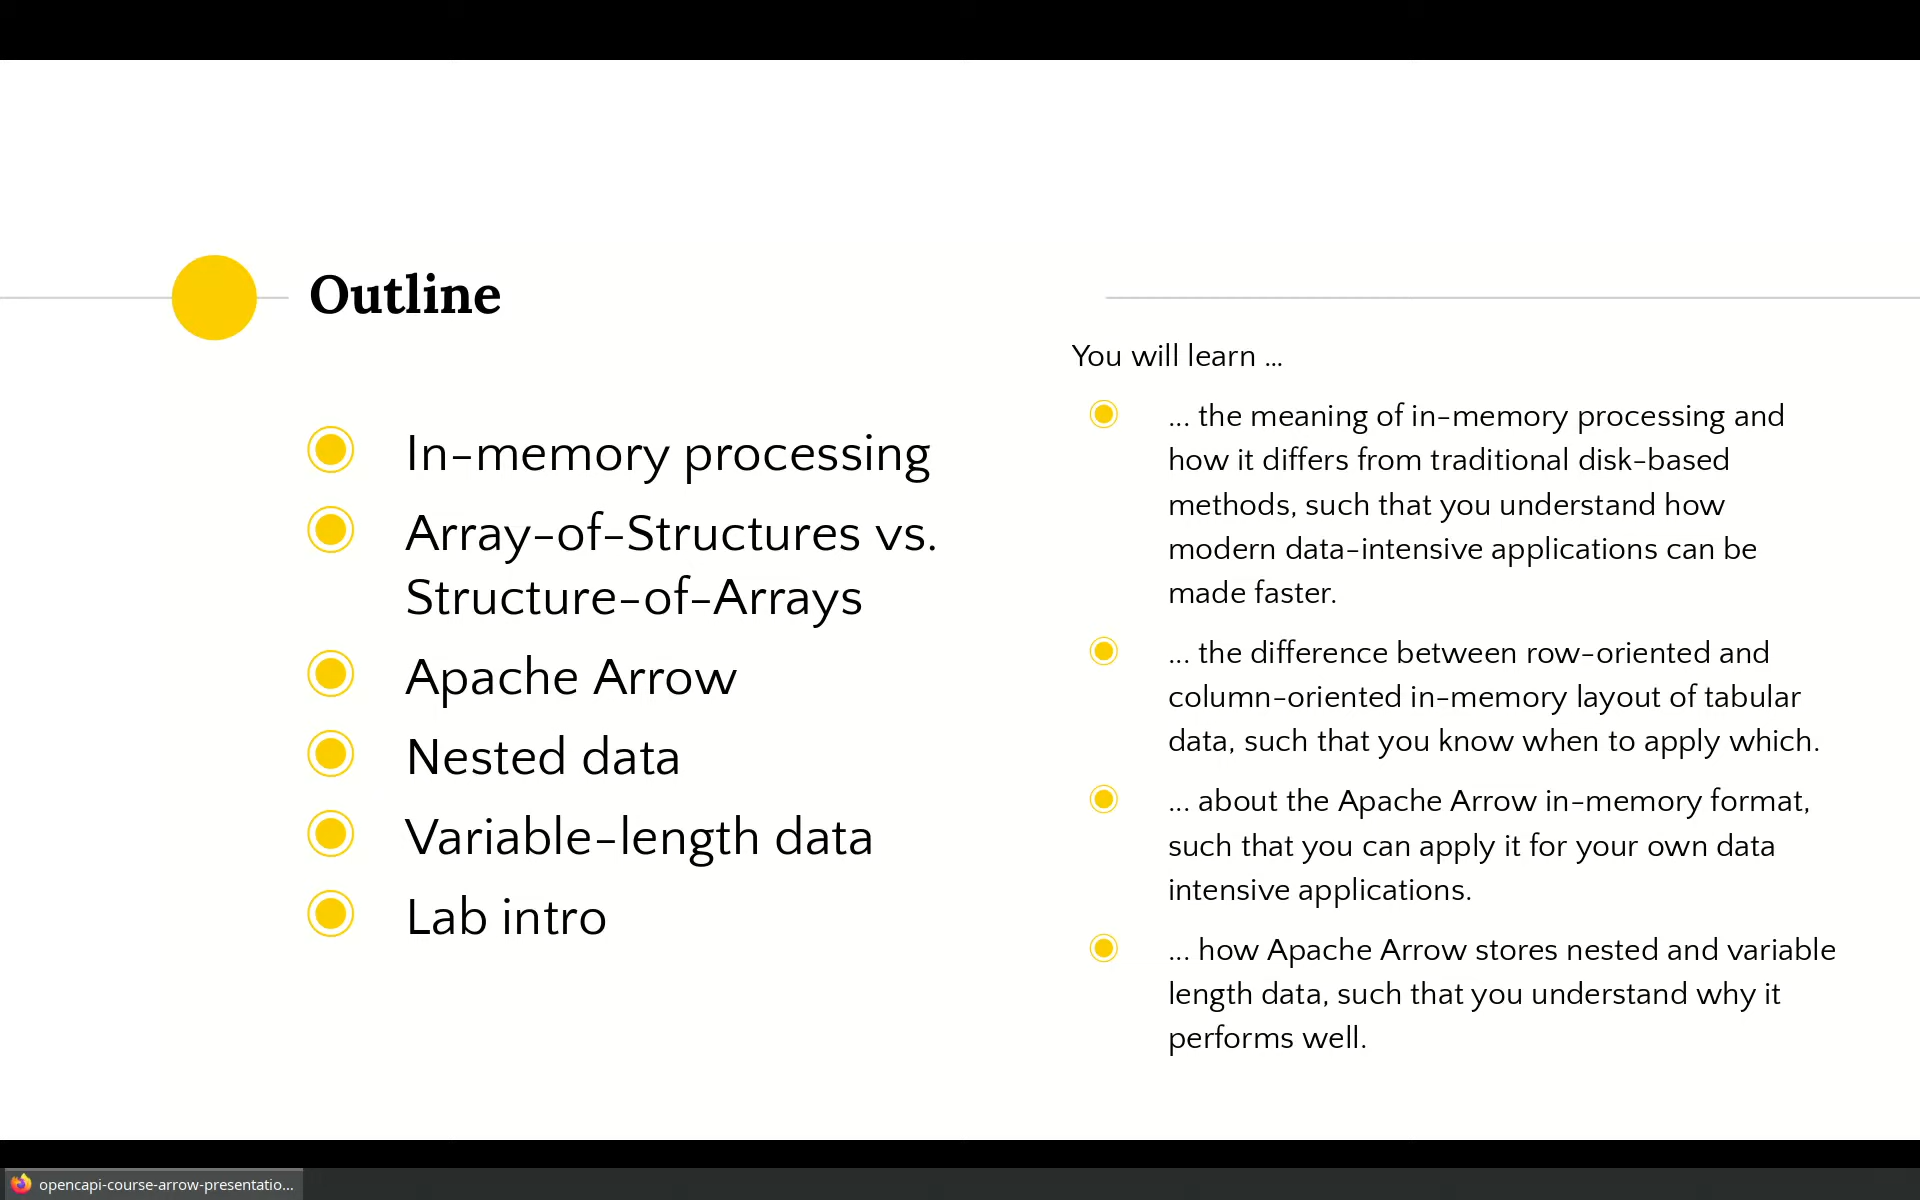 Outline
In-memory processing
Array-of-Structures vs.
Structure-of-Arrays
Apache Arrow
Nested data
Variable-length data
Lab intro
You will learn ...
... the meaning of in-memory processing and
how it differs from traditional disk-based
methods, such that you understand how
modern data-intensive applications can be
made faster.
... the difference between row-oriented and
column-oriented in-memory layout of tabular
data, such that you know when to apply which.
... about the Apache Arrow in-memory format,
such that you can apply it for your own data
intensive applications.
... how Apache Arrow stores nested and variable
length data, such that you understand why it
performs well.
opencapi-course-arrow-presentatio...